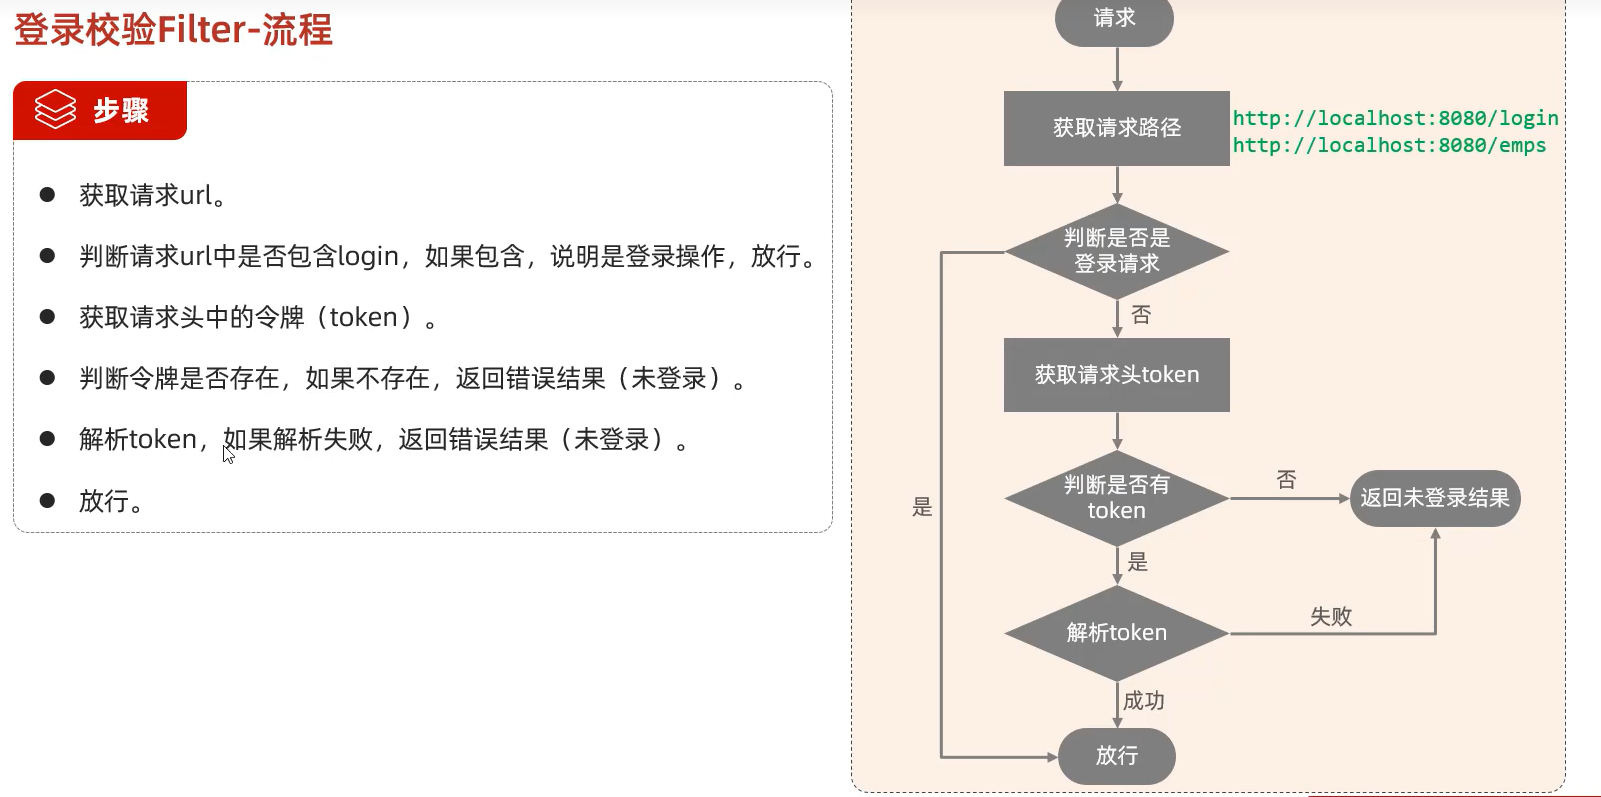 登录校验Filter-流程
步骤
获取请求url。
判断请求url中是否包含login，如果包含，说明是登录操作，放行。
获取请求头中的令牌（token）。
判断令牌是否存在，如果不存在，返回错误结果（未登录）。
解析token，如果解析失败，返回错误结果（未登录）。
放行。
请求
获取请求路径
http://localhost:8080/login
http://localhost:8080/emps
判断是否是
登录请求
否
获取请求头token
判断是否有
token
否
返回未登录结果
是
是
解析token
失败
成功
放行